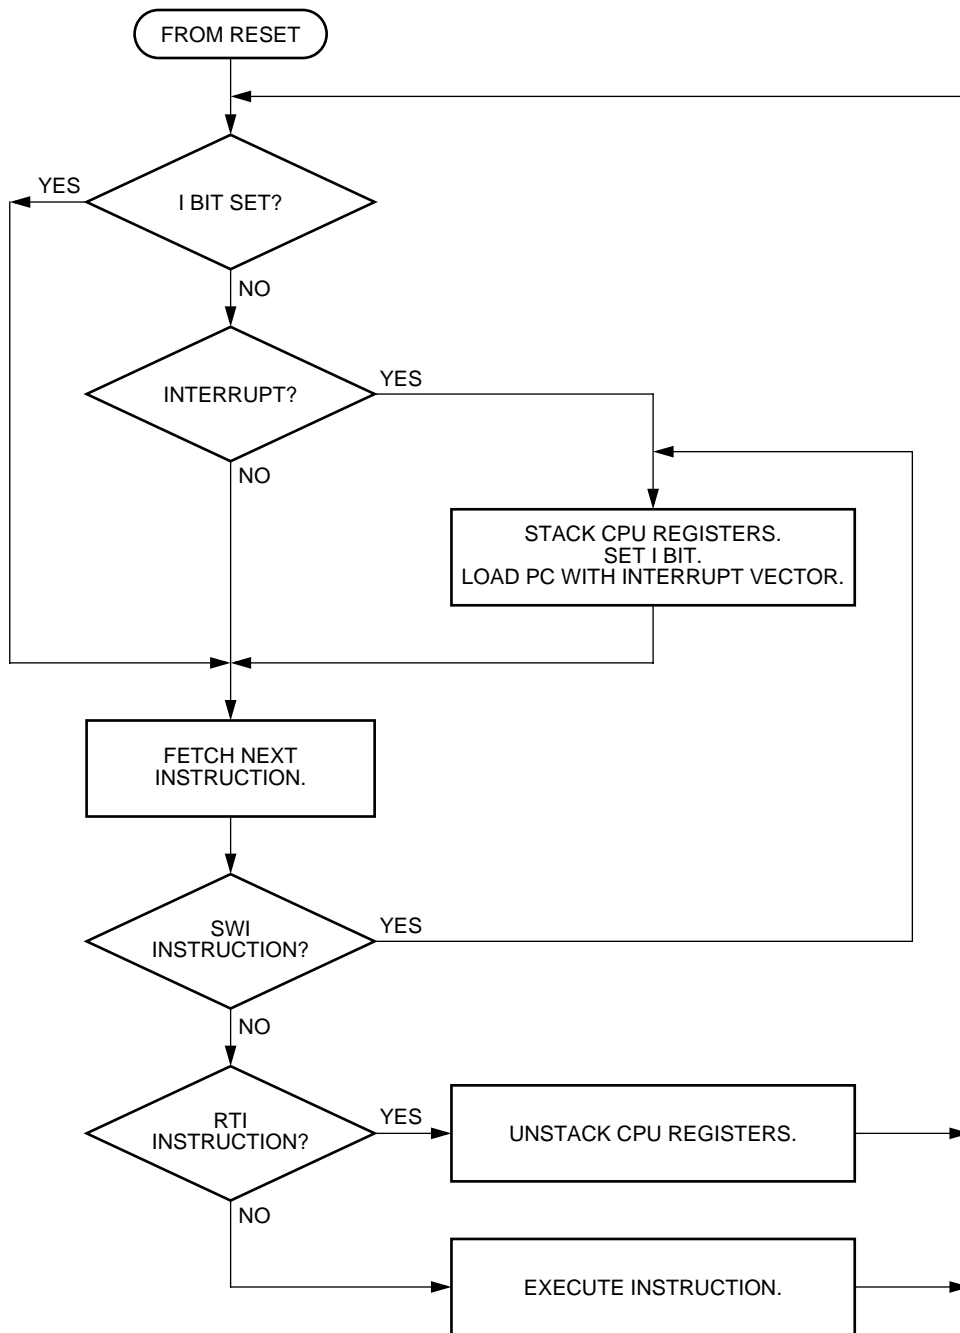 FROM RESET
YES
I BIT SET?
NO
INTERRUPT?
YES
NO
STACK CPU REGISTERS.
SET I BIT.
LOAD PC WITH INTERRUPT VECTOR.
FETCH NEXT
INSTRUCTION.
SWI
INSTRUCTION?
YES
NO
RTI
INSTRUCTION?
YES
UNSTACK CPU REGISTERS.
NO
EXECUTE INSTRUCTION.